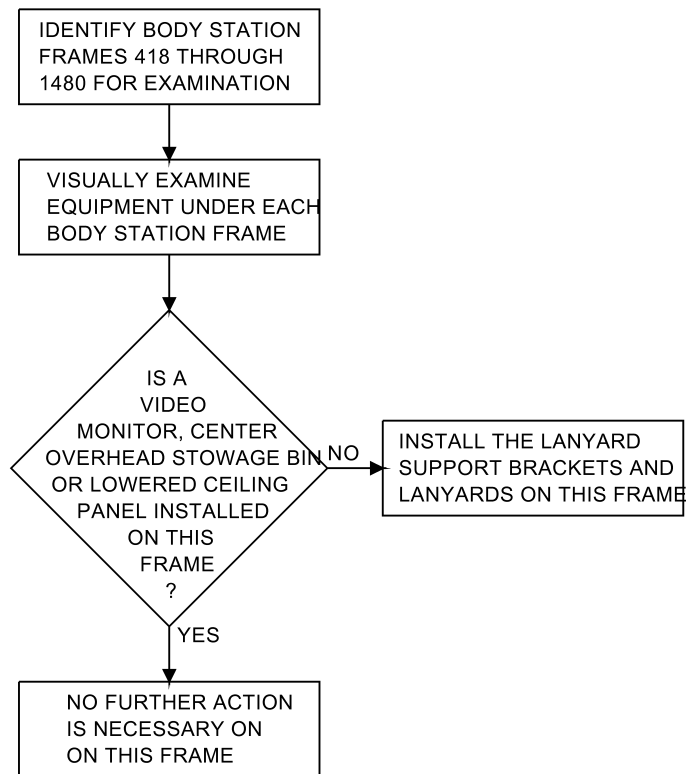 IDENTIFY BODY STATION
FRAMES 418 THROUGH
1480 FOR EXAMINATION
VISUALLY EXAMINE
EQUIPMENT UNDER EACH
BODY STATION FRAME
IS A
VIDEO
MONITOR, CENTER
OVERHEAD STOWAGE BIN
OR LOWERED CEILING
PANEL INSTALLED
ON THIS
FRAME
?
NO
INSTALL THE LANYARD
SUPPORT BRACKETS AND
LANYARDS ON THIS FRAME
YES
NO FURTHER ACTION
IS NECESSARY ON
ON THIS FRAME